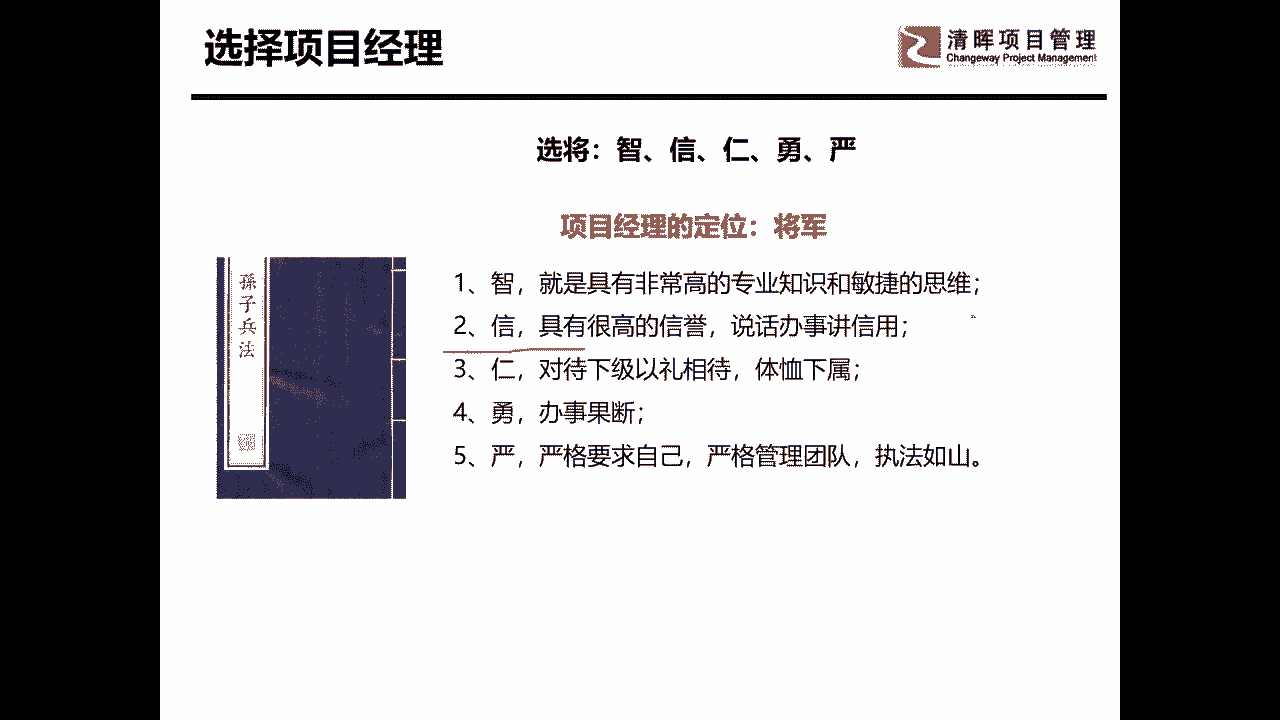 选择项目经理
清晖项目管理
Changeway Project Management
选将：智、信、仁、勇、严
项目经理的定位：将军
孫子兵法
1、智，就是具有非常高的专业知识和敏捷的思维；
2、信，具有很高的信誉，说话办事讲信用；
3、仁，对待下级以礼相待，体恤下属；
4、勇，办事果断；
5、严，严格要求自己，严格管理团队，执法如山。